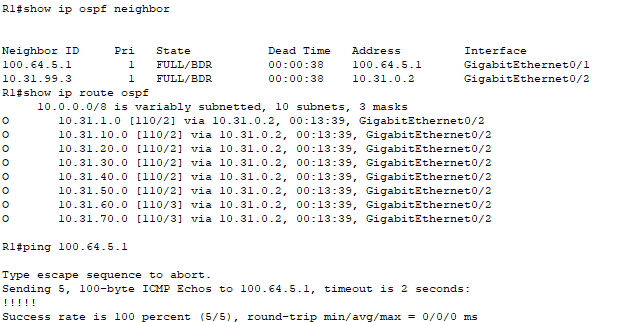 R1#show ip ospf neighbor
Neighbor ID     Pri   State           Dead Time   Address         Interface
100.64.5.1        1   FULL/BDR        00:00:38    100.64.5.1      GigabitEthernet0/1
10.31.99.3        1   FULL/BDR        00:00:38    10.31.0.2       GigabitEthernet0/2
R1#show ip route ospf
     10.0.0.0/8 is variably subnetted, 10 subnets, 3 masks
O       10.31.1.0 [110/2] via 10.31.0.2, 00:13:39, GigabitEthernet0/2
O       10.31.10.0 [110/2] via 10.31.0.2, 00:13:39, GigabitEthernet0/2
O       10.31.20.0 [110/2] via 10.31.0.2, 00:13:39, GigabitEthernet0/2
O       10.31.30.0 [110/2] via 10.31.0.2, 00:13:39, GigabitEthernet0/2
O       10.31.40.0 [110/2] via 10.31.0.2, 00:13:39, GigabitEthernet0/2
O       10.31.50.0 [110/2] via 10.31.0.2, 00:13:39, GigabitEthernet0/2
O       10.31.60.0 [110/3] via 10.31.0.2, 00:13:39, GigabitEthernet0/2
O       10.31.70.0 [110/3] via 10.31.0.2, 00:13:39, GigabitEthernet0/2
R1#ping 100.64.5.1
Type escape sequence to abort.
Sending 5, 100-byte ICMP Echos to 100.64.5.1, timeout is 2 seconds:
!!!!!
Success rate is 100 percent (5/5), round-trip min/avg/max = 0/0/0 ms